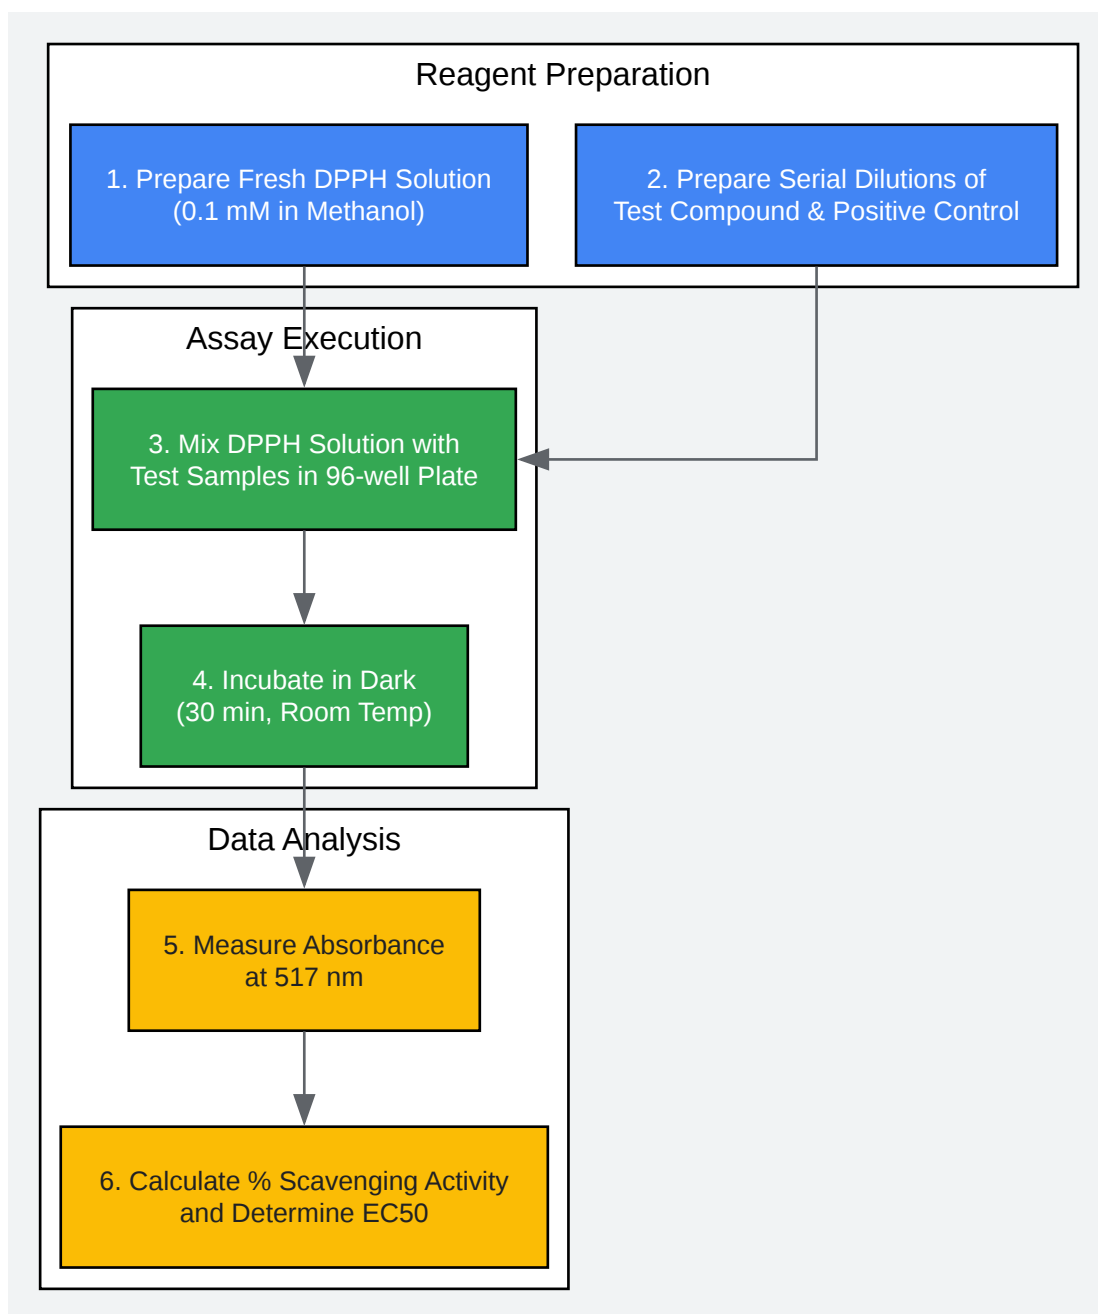 Reagent Preparation
1. Prepare Fresh DPPH Solution
(0.1 mM in Methanol)
2. Prepare Serial Dilutions of
Test Compound & Positive Control
Assay Execution
3. Mix DPPH Solution with
Test Samples in 96-well Plate
4. Incubate in Dark
(30 min, Room Temp)
Data Analysis
5. Measure Absorbance
at 517 nm
6. Calculate % Scavenging Activity
and Determine EC50